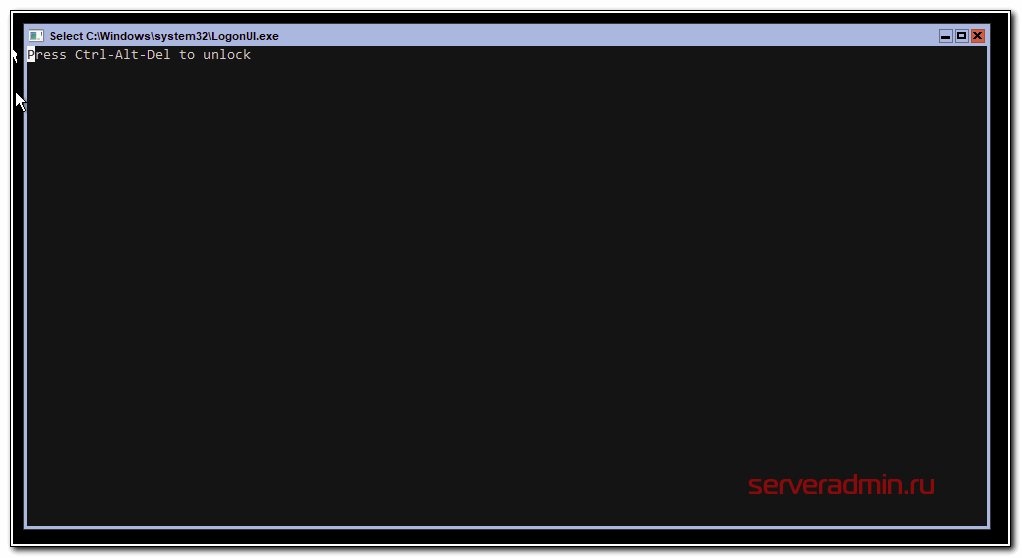 Select C:\Windows\system32\LogonUI.exe
Press Ctrl-Alt-Del to unlock
serveradmin.ru